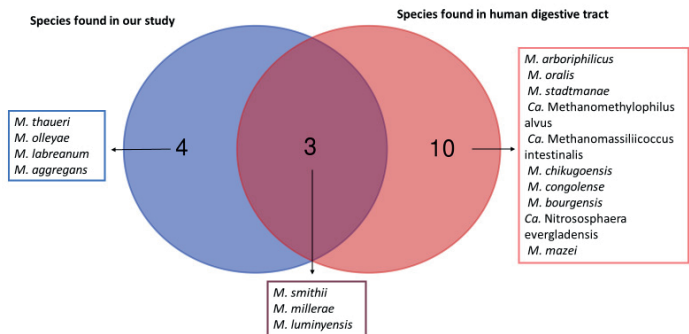 Species found in our study
Species found in human digestive tract
M. thaueri
M. olleyae
M. labreanum
M. aggregans
4
3
10
M. arboriphilicus
M. oralis
M. stadtmanae
Ca. Methanomethylophilus
alvus
Ca. Methanomassiliicoccus
intestinalis
M. chikugoensis
M. congolense
M. bourgensis
Ca. Nitrososphaera
evergladensis
M. mazei
M. smithii
M. millerae
M. luminyensis